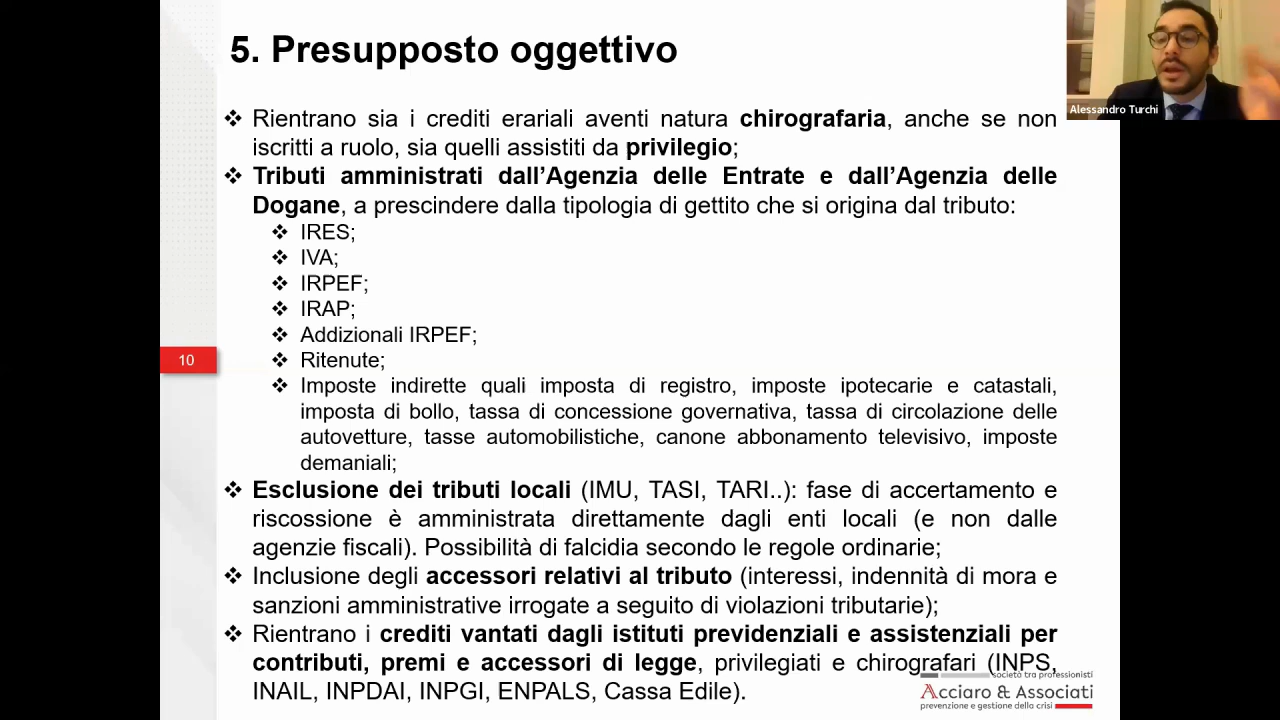 5. Presupposto oggettivo
Alessandro Turchi
❖ Rientrano sia i crediti erariali aventi natura chirografaria, anche se non
iscritti a ruolo, sia quelli assistiti da privilegio;
❖ Tributi amministrati dall’Agenzia delle Entrate e dall’Agenzia delle
Dogane, a prescindere dalla tipologia di gettito che si origina dal tributo:
❖ IRES;
❖ IVA;
❖ IRPEF;
❖ IRAP;
❖ Addizionali IRPEF;
❖ Ritenute;
❖ Imposte indirette quali imposta di registro, imposte ipotecarie e catastali,
imposta di bollo, tassa di concessione governativa, tassa di circolazione delle
autovetture, tasse automobilistiche, canone abbonamento televisivo, imposte
demaniali;
10
❖ Esclusione dei tributi locali (IMU, TASI, TARI..): fase di accertamento e
riscossione è amministrata direttamente dagli enti locali (e non dalle
agenzie fiscali). Possibilità di falcidia secondo le regole ordinarie;
❖ Inclusione degli accessori relativi al tributo (interessi, indennità di mora e
sanzioni amministrative irrogate a seguito di violazioni tributarie);
❖ Rientrano i crediti vantati dagli istituti previdenziali e assistenziali per
contributi, premi e accessori di legge, privilegiati e chirografari (INPS,
INAIL, INPDAI, INPGI, ENPALS, Cassa Edile).
società tra professionisti
Acciaro & Associati
prevenzione e gestione della crisi